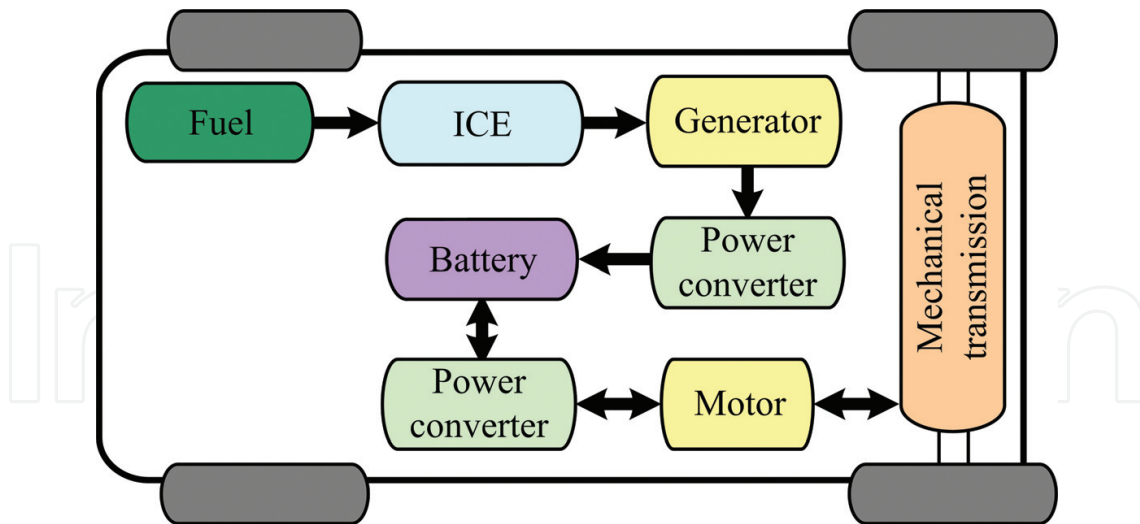 Fuel
ICE
Generator
Battery
Power
converter
Power
converter
Motor
Mechanical
transmission